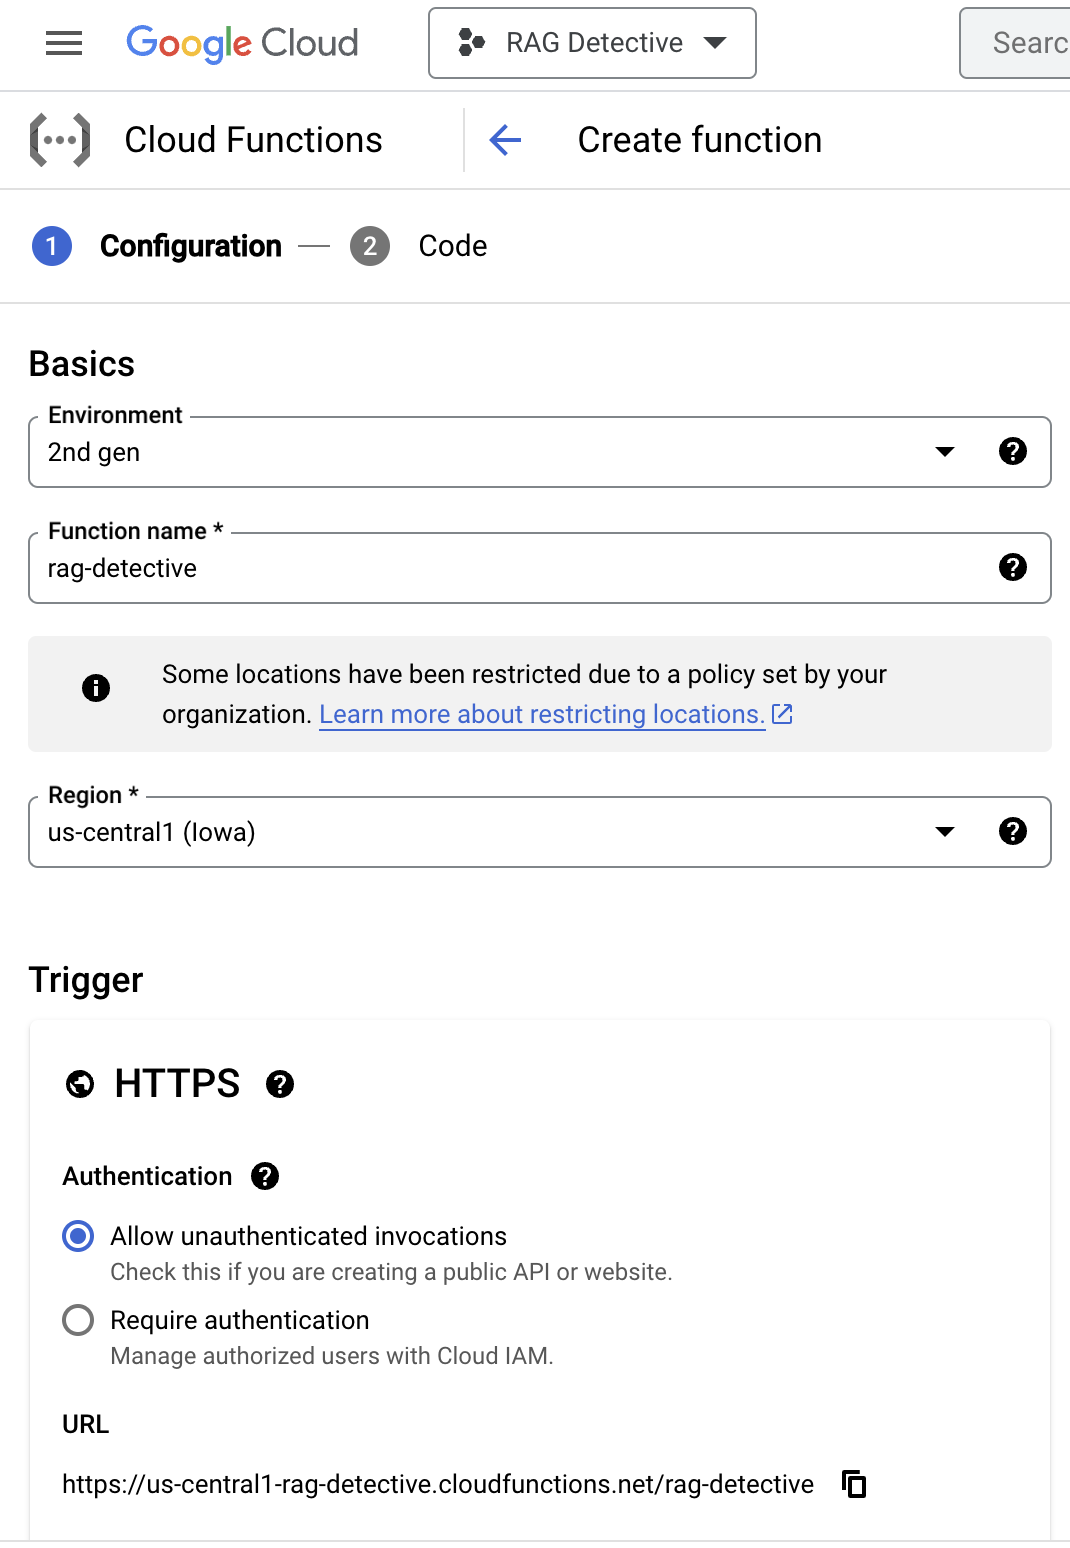 Google Cloud
RAG Detective
Searc
Cloud Functions
Create function
1 Configuration
2 Code
Basics
Environment
2nd gen
Function name *
rag-detective
Some locations have been restricted due to a policy set by your
organization. Learn more about restricting locations.
Region *
us-central1 (Iowa)
Trigger
HTTPS
Authentication
Allow unauthenticated invocations
Check this if you are creating a public API or website.
Require authentication
Manage authorized users with Cloud IAM.
URL
https://us-central1-rag-detective.cloudfunctions.net/rag-detective